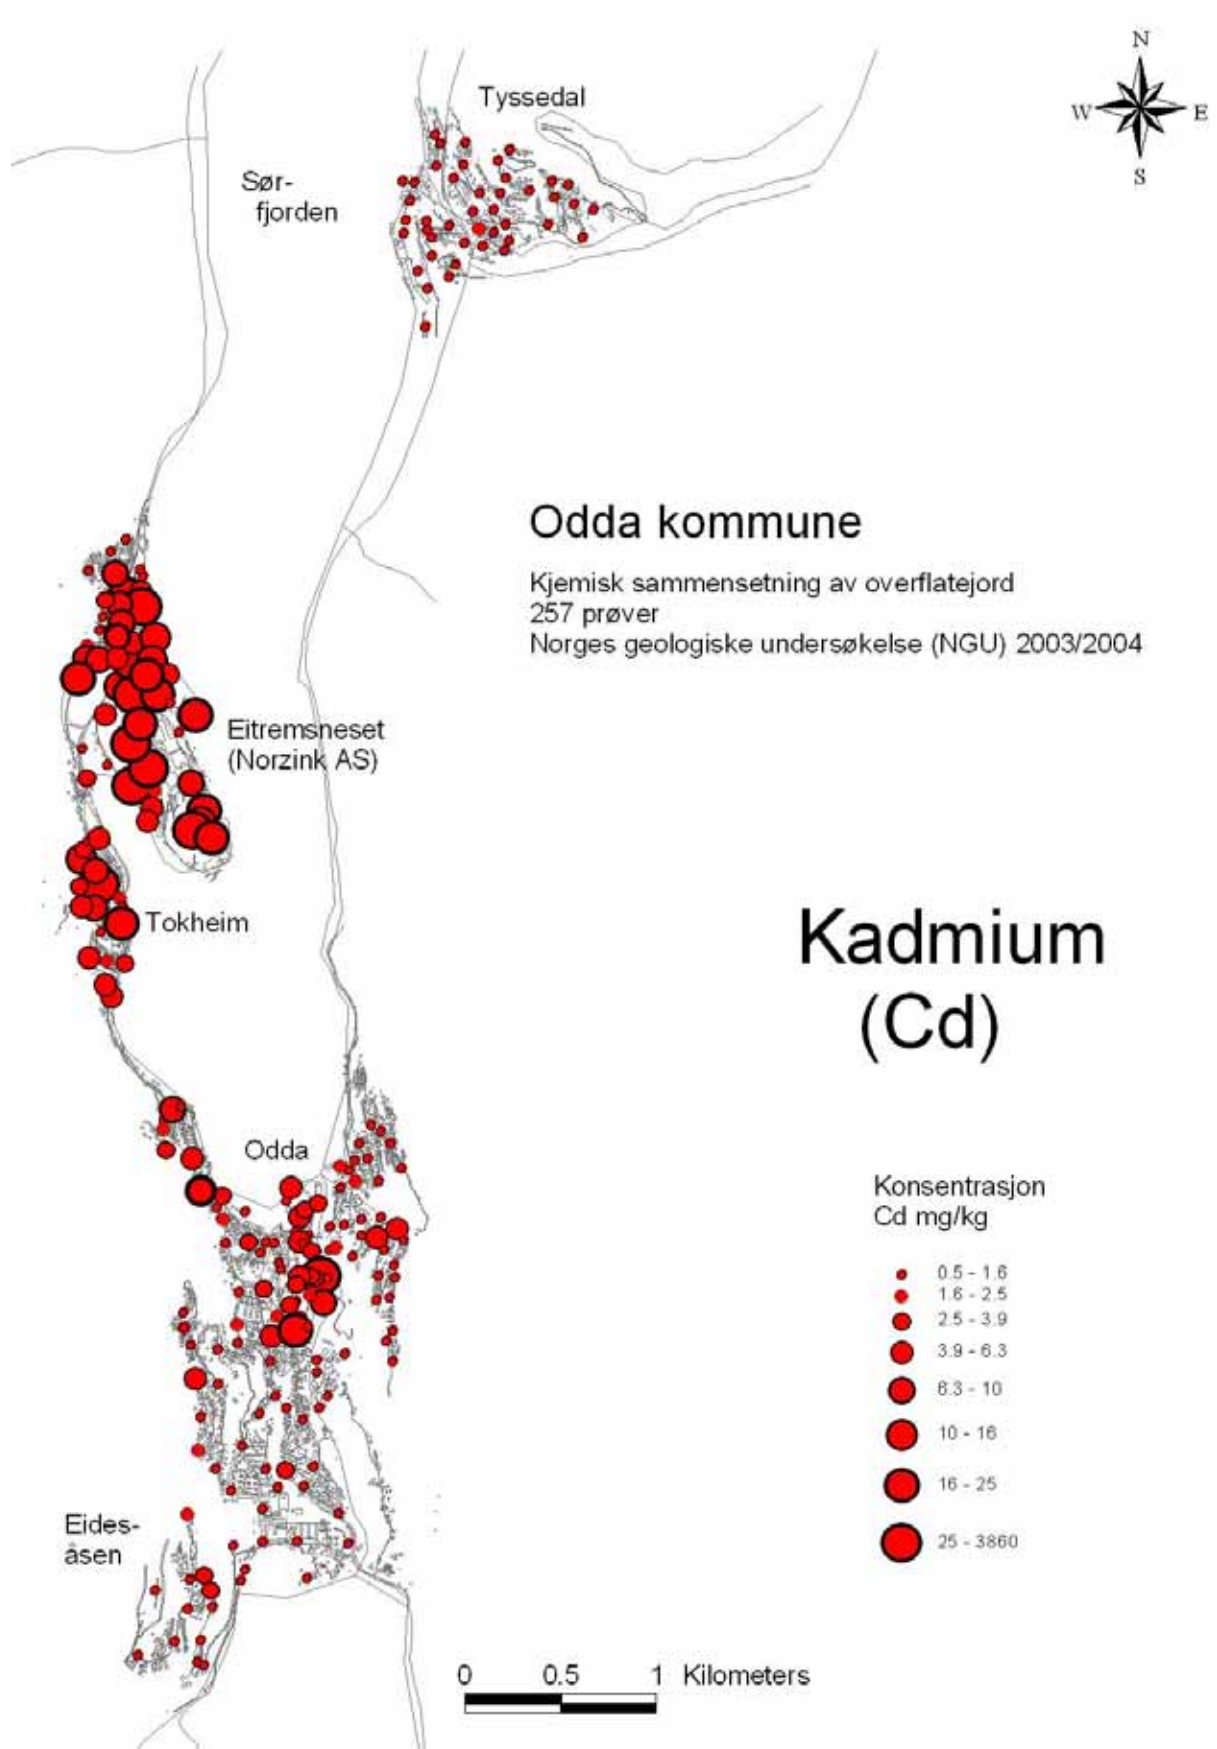 N
W
E
S
Tyssedal
Sør-
fjorden
Odda kommune
Kjemisk sammensetning av overflatejord
257 prøver
Norges geologiske undersøkelse (NGU) 2003/2004
Eitremsneset
(Norzink AS)
Tokheim
Kadmium
(Cd)
Odda
Konsentrasjon
Cd mg/kg
0.5 - 1.6
1.6 - 2.5
2.5 - 3.9
3.9 - 6.3
6.3 - 10
10 - 16
16 - 25
25 - 3860
Eides-
åsen
0 0.5 1 Kilometers